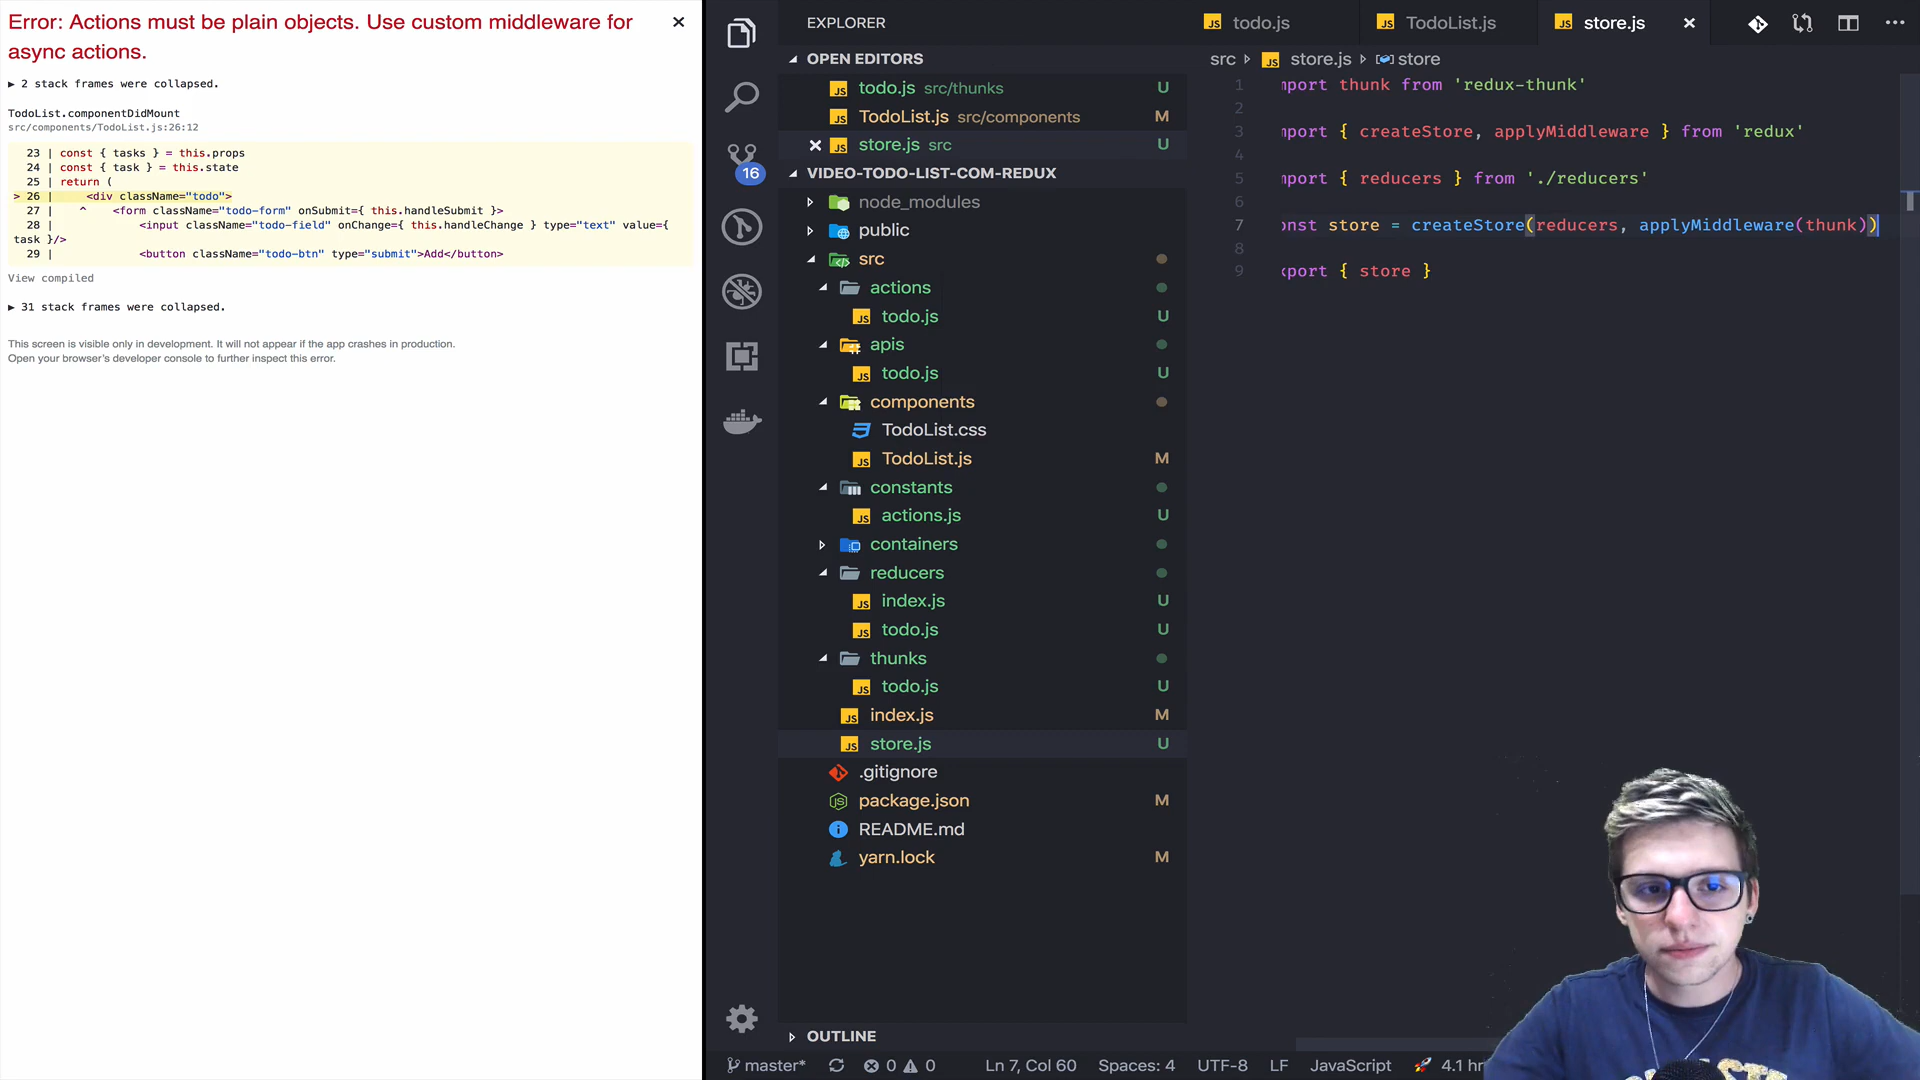 Error: Actions must be plain objects. Use custom middleware for
async actions.
▶ 2 stack frames were collapsed.
TodoList.componentDidMount
src/components/TodoList.js:26:12
23 | const { tasks } = this.props
24 | const { task } = this.state
25 | return (
> 26 | <div className="todo">
27 | ^ <form className="todo-form" onSubmit={ this.handleSubmit }>
28 | <input className="todo-field" onChange={ this.handleChange } type="text" value={
task }/>
29 | <button className="todo-btn" type="submit">Add</button>
View compiled
▶ 31 stack frames were collapsed.
This screen is visible only in development. It will not appear if the app crashes in production.
Open your browser's developer console to further inspect this error.
16
EXPLORER
OPEN EDITORS
todo.js src/thunks U
TodoList.js src/components M
store.js src U
VIDEO-TODO-LIST-COM-REDUX
node_modules
public
src
actions
todo.js U
apis
todo.js U
components
TodoList.css
TodoList.js M
constants
actions.js U
containers
reducers
index.js U
todo.js U
thunks
todo.js U
index.js M
store.js U
.gitignore
package.json M
README.md
yarn.lock M
OUTLINE
todo.js TodoList.js store.js
src store.js store
1 mport thunk from 'redux-thunk'
2
3 mport { createStore, applyMiddleware } from 'redux'
4
5 mport { reducers } from './reducers'
6
7 onst store = createStore(reducers, applyMiddleware(thunk))
8
9 xport { store }
master* 0 0 Ln 7, Col 60 Spaces: 4 UTF-8 LF JavaScript 4.1 hr